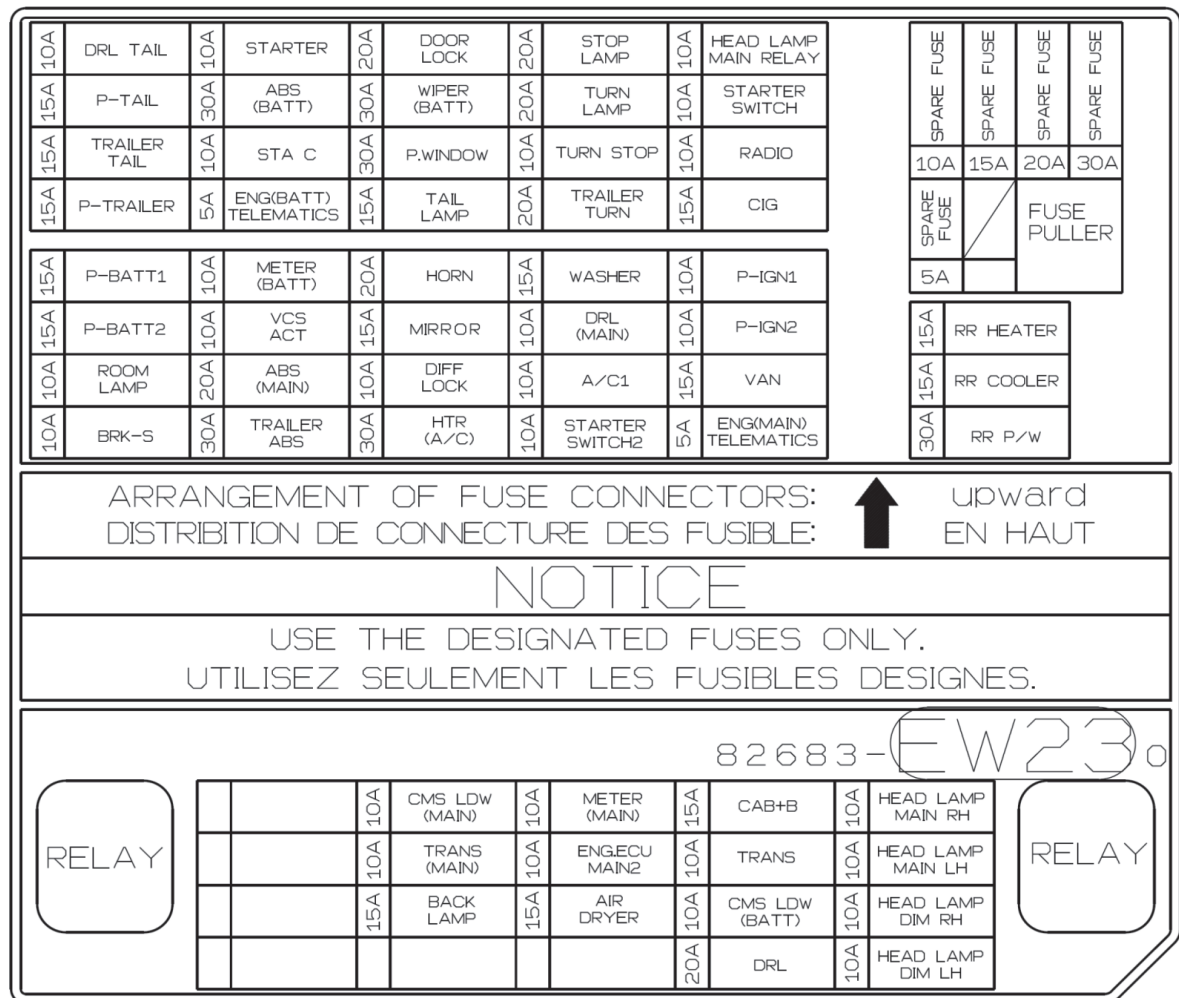 10A DRL TAIL 10A STARTER 20A DOOR LOCK 20A STOP LAMP 10A HEAD LAMP MAIN RELAY
15A P-TAIL 30A ABS (BATT) 30A WIPER (BATT) 20A TURN LAMP 10A STARTER SWITCH
15A TRAILER TAIL 10A STA C 30A P.WINDOW 10A TURN STOP 10A RADIO
15A P-TRAILER 5A ENG(BATT) TELEMATICS 15A TAIL LAMP 20A TRAILER TURN 15A CIG
15A P-BATT1 10A METER (BATT) 20A HORN 15A WASHER 10A P-IGN1
15A P-BATT2 10A VCS ACT 15A MIRROR 10A DRL (MAIN) 10A P-IGN2
10A ROOM LAMP 20A ABS (MAIN) 10A DIFF LOCK 10A A/C1 15A VAN
10A BRK-S 30A TRAILER ABS 30A HTR (A/C) 10A STARTER SWITCH2 5A ENG(MAIN) TELEMATICS
SPARE FUSE SPARE FUSE SPARE FUSE SPARE FUSE
10A 15A 20A 30A
SPARE FUSE
FUSE
PULLER
5A
15A RR HEATER
15A RR COOLER
30A RR P/W
ARRANGEMENT OF FUSE CONNECTORS: upward
DISTRIBITION DE CONNECTURE DES FUSIBLE: EN HAUT
NOTICE
USE THE DESIGNATED FUSES ONLY.
UTILISEZ SEULEMENT LES FUSIBLES DESIGNES.
82683-EW23o
RELAY
10A CMS LDW (MAIN) 10A METER (MAIN) 15A CAB+B 10A HEAD LAMP MAIN RH
10A TRANS (MAIN) 10A ENG.ECU MAIN2 10A TRANS 10A HEAD LAMP MAIN LH
15A BACK LAMP 15A AIR DRYER 10A CMS LDW (BATT) 10A HEAD LAMP DIM RH
20A DRL 10A HEAD LAMP DIM LH
RELAY